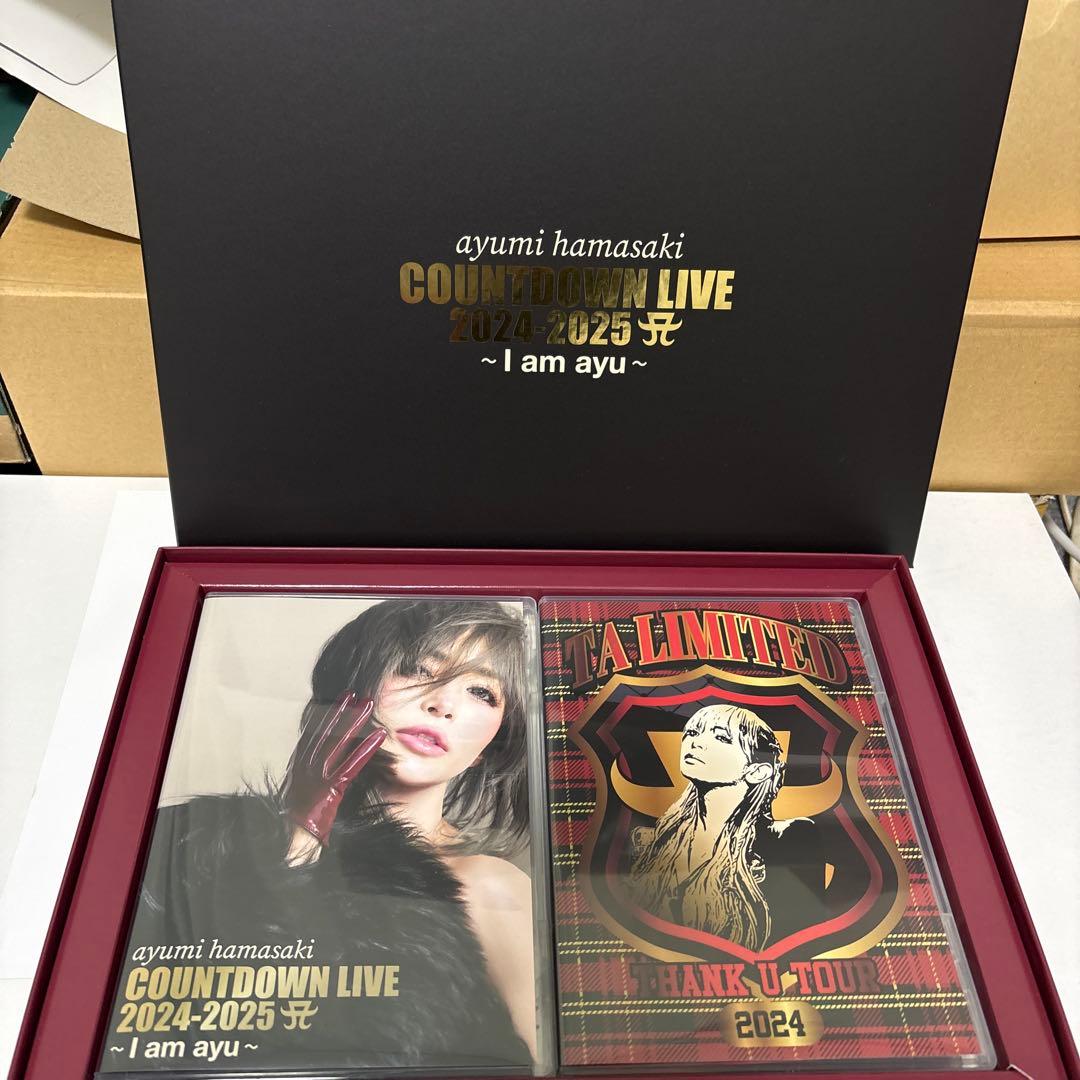 ayumi hamasaki
COUNTDOWN LIVE
2024-2025
~ I am ayu ~
ayumi hamasaki
COUNTDOWN LIVE
2024-2025
~ I am ayu ~
TA LIMITED
THANK U TOUR
2024